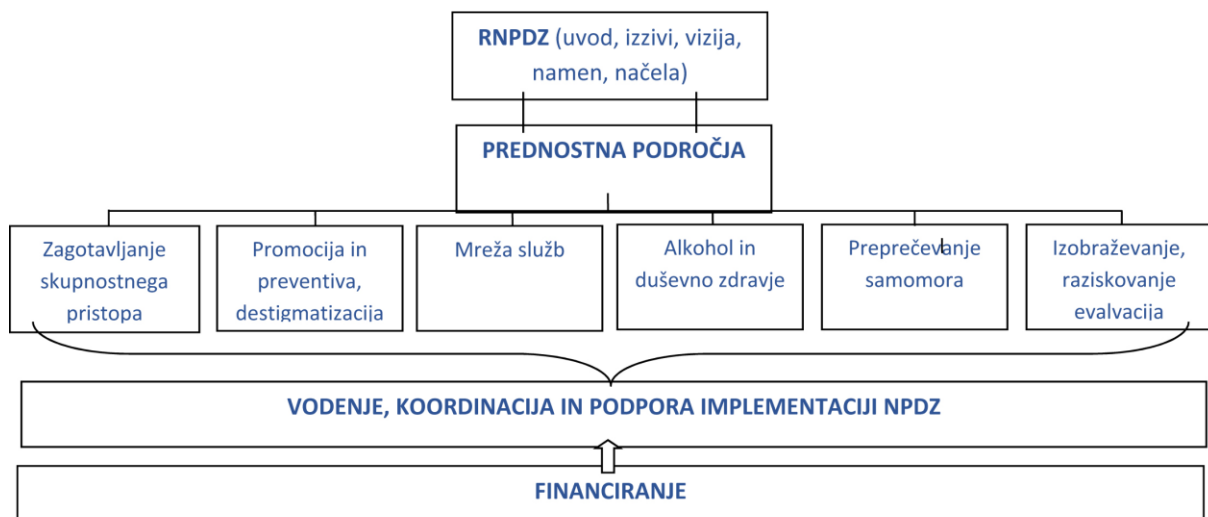 RNPDZ (uvod, izzivi, vizija,
namen, načela)
PREDNOSTNA PODROČJA
Zagotavljanje
skupnostnega
pristopa
Promocija in
preventiva,
destigmatizacija
Mreža služb
Alkohol in
duševno zdravje
Preprečevanje
samomora
Izobraževanje,
raziskovanje
evalvacija
VODENJE, KOORDINACIJA IN PODPORA IMPLEMENTACIJI NPDZ
FINANCIRANJE